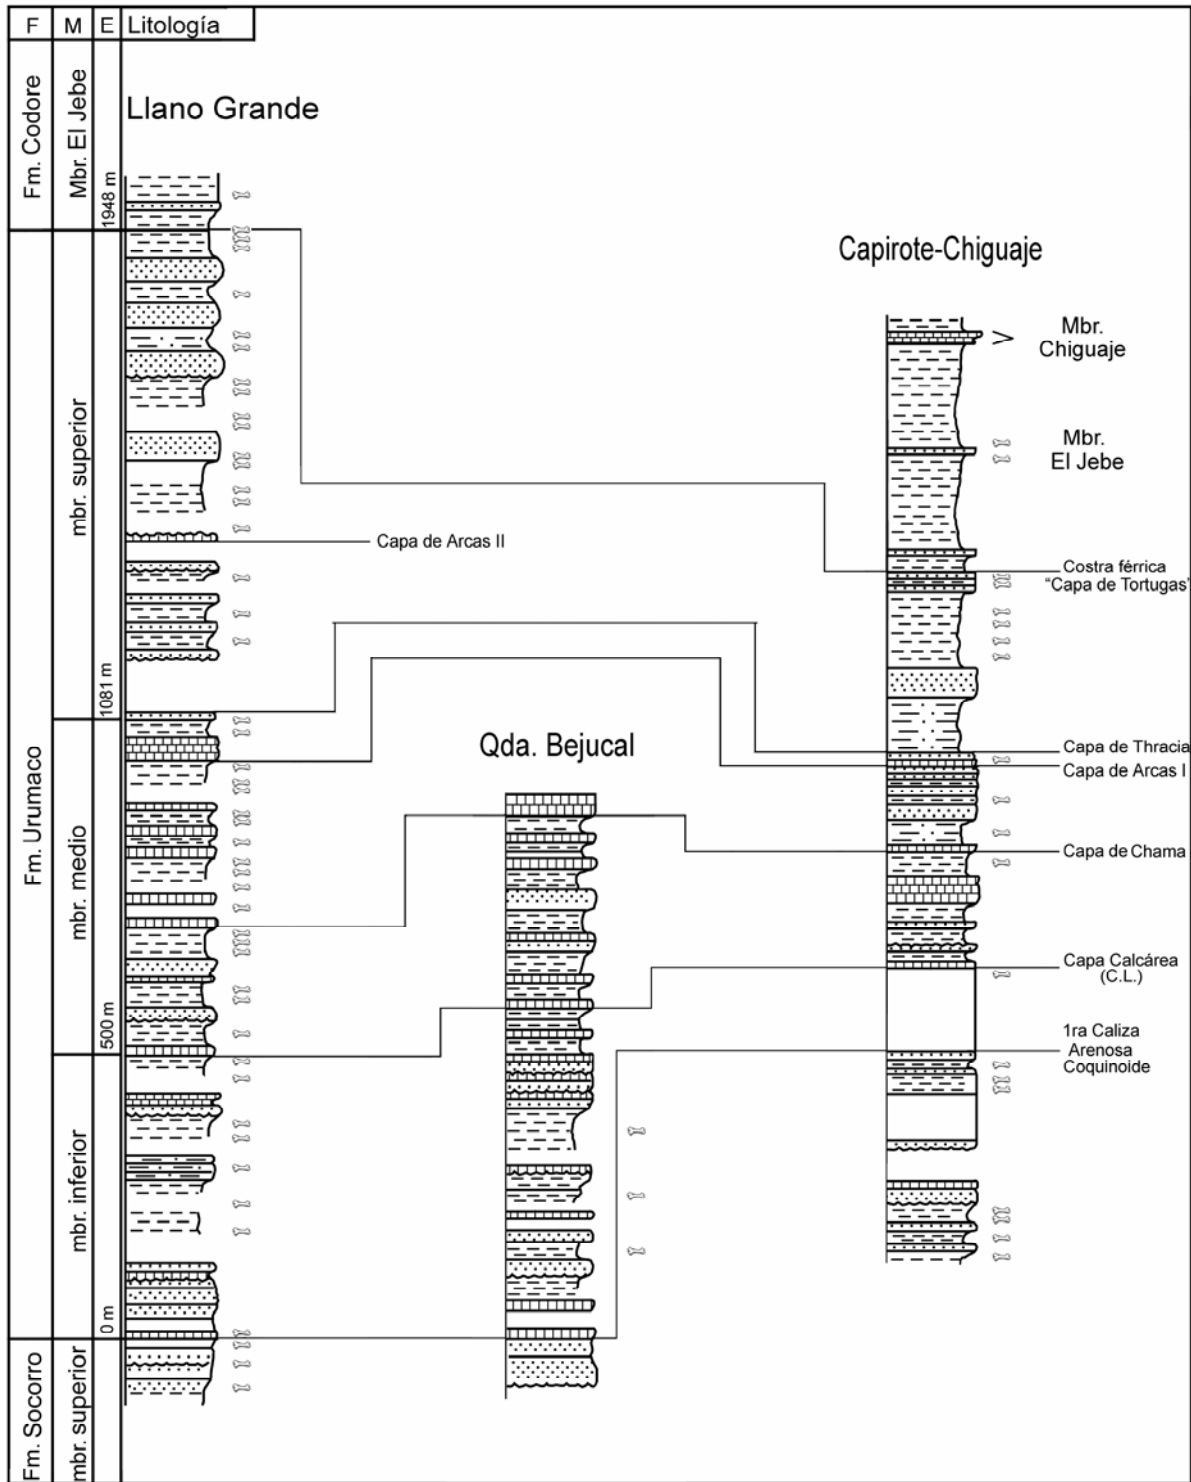 F M E Litología
Fm. Codore
Mbr. El Jebe
1948 m
Llano Grande
Capirote-Chiguaje
Mbr.
Chiguaje
Mbr.
El Jebe
Fm. Urumaco
mbr. superior
Capa de Arcas II
Costra férrica
“Capa de Tortugas”
1081 m
Qda. Bejucal
Capa de Thracia
Capa de Arcas I
mbr. medio
Capa de Chama
Capa Calcárea
(C.L.)
500 m
1ra Caliza
Arenosa
Coquinoide
mbr. inferior
0 m
Fm. Socorro
mbr. superior